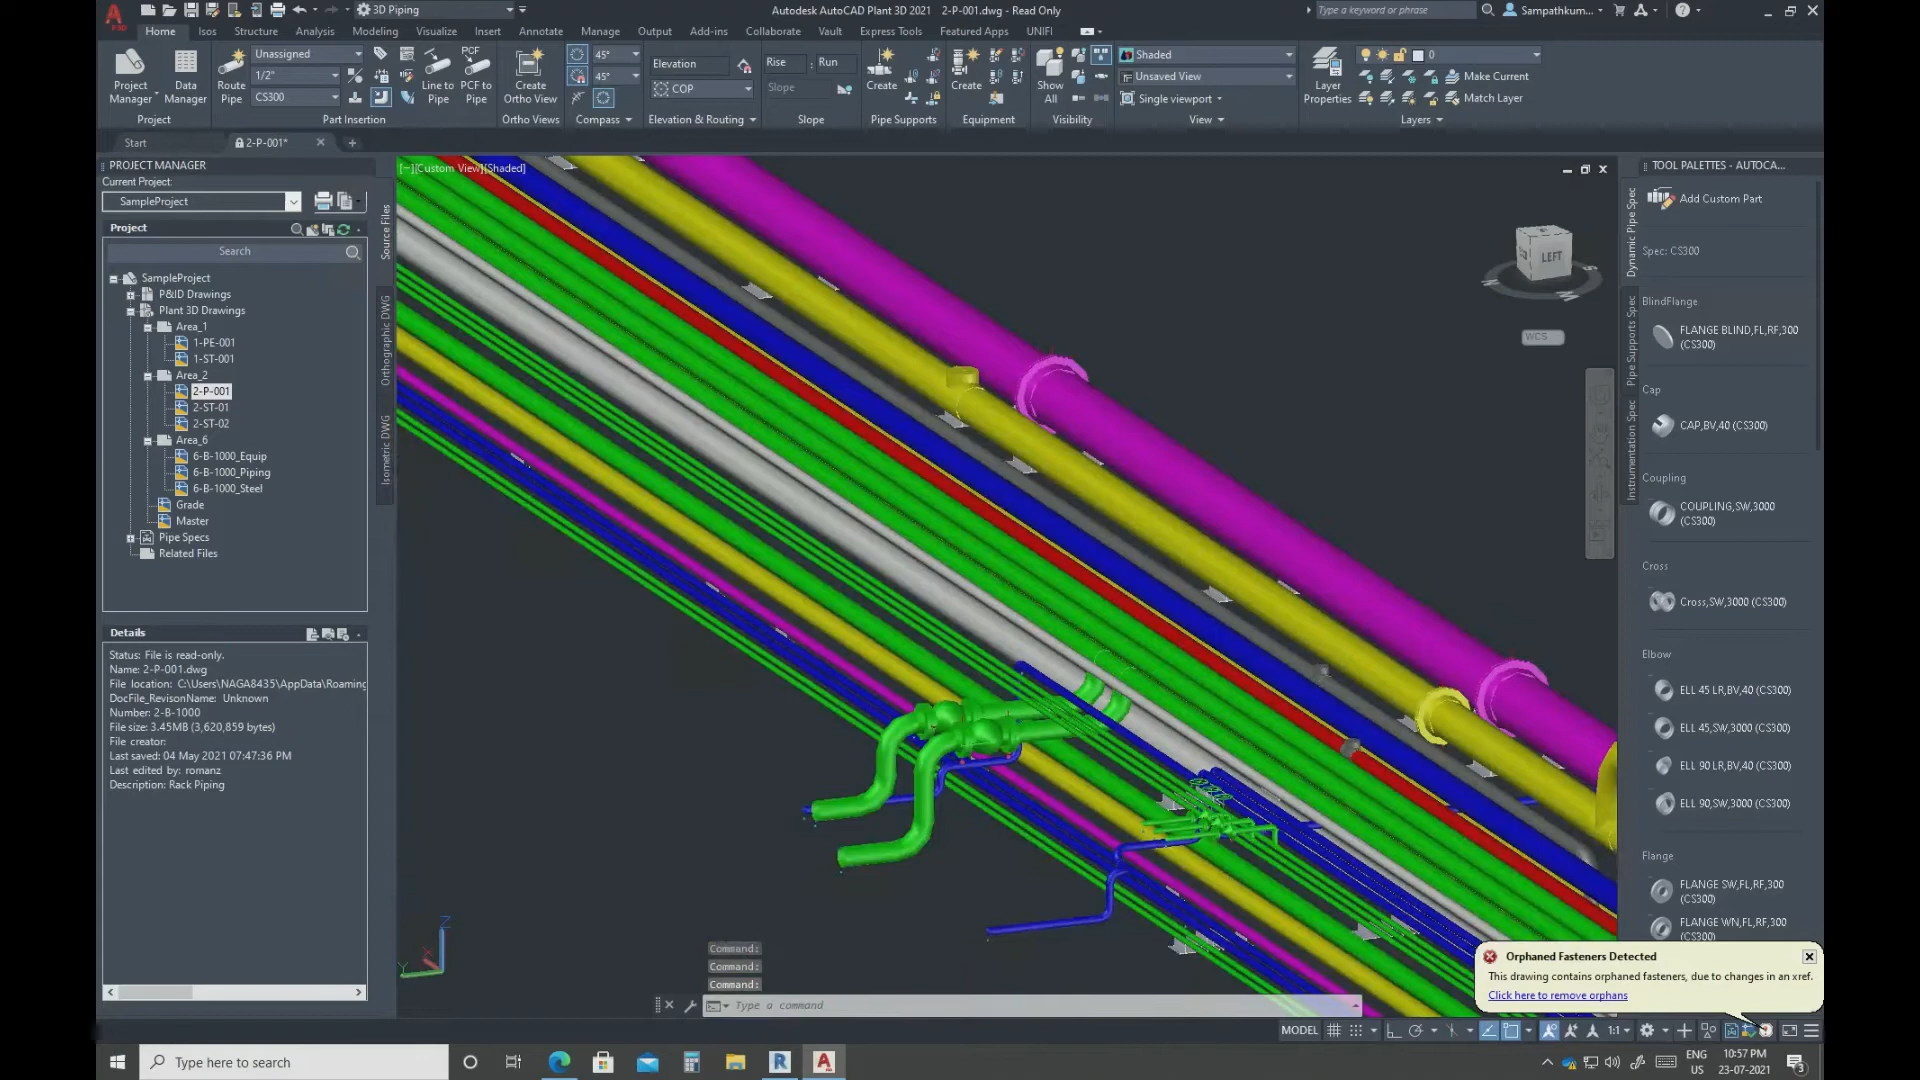 3D Piping
Autodesk AutoCAD Plant 3D 2021 2-P-001.dwg - Read Only
Type a keyword or phrase
Sampathkum...
Home
Isos
Structure
Analysis
Modeling
Visualize
Insert
Annotate
Manage
Output
Add-ins
Collaborate
Vault
Express Tools
Featured Apps
UNIFI
Project Manager
Data Manager
Project
Route Pipe
Unassigned
1/2"
CS300
Line to Pipe
PCF to Pipe
PCF
Part Insertion
Create Ortho View
Ortho Views
45°
45°
Compass
Elevation
COP
Elevation & Routing
Rise
:
Run
Slope
Slope
Create
Pipe Supports
Create
Equipment
Show All
Visibility
Shaded
Unsaved View
Single viewport
View
Layer Properties
0
Make Current
Match Layer
Layers
Start
2-P-001*
PROJECT MANAGER
Current Project:
SampleProject
Project
Search
SampleProject
P&ID Drawings
Plant 3D Drawings
Area_1
1-PE-001
1-ST-001
Area_2
2-P-001
2-ST-01
2-ST-02
Area_6
6-B-1000_Equip
6-B-1000_Piping
6-B-1000_Steel
Grade
Master
Pipe Specs
Related Files
Source Files
Orthographic DWG
Isometric DWG
Details
Status: File is read-only.
Name: 2-P-001.dwg
File location: C:\Users\NAGA8435\AppData\Roaming
DocFile_RevisonName: Unknown
Number: 2-B-1000
File size: 3.45MB (3,620,859 bytes)
File creator:
Last saved: 04 May 2021 07:47:36 PM
Last edited by: romanz
Description: Rack Piping
[−][Custom View][Shaded]
LEFT
WCS
Z
X
Y
Command:
Command:
Command:
Type a command
TOOL PALETTES - AUTOCA...
Dynamic Pipe Spec
Pipe Supports Spec
Instrumentation Spec
Add Custom Part
Spec: CS300
BlindFlange
FLANGE BLIND,FL,RF,300 (CS300)
Cap
CAP,BV,40 (CS300)
Coupling
COUPLING,SW,3000 (CS300)
Cross
Cross,SW,3000 (CS300)
Elbow
ELL 45 LR,BV,40 (CS300)
ELL 45,SW,3000 (CS300)
ELL 90 LR,BV,40 (CS300)
ELL 90,SW,3000 (CS300)
Flange
FLANGE SW,FL,RF,300 (CS300)
FLANGE WN,FL,RF,300 (CS300)
Orphaned Fasteners Detected
This drawing contains orphaned fasteners, due to changes in an xref.
Click here to remove orphans
MODEL
1:1
Type here to search
ENG
US
10:57 PM
23-07-2021
3